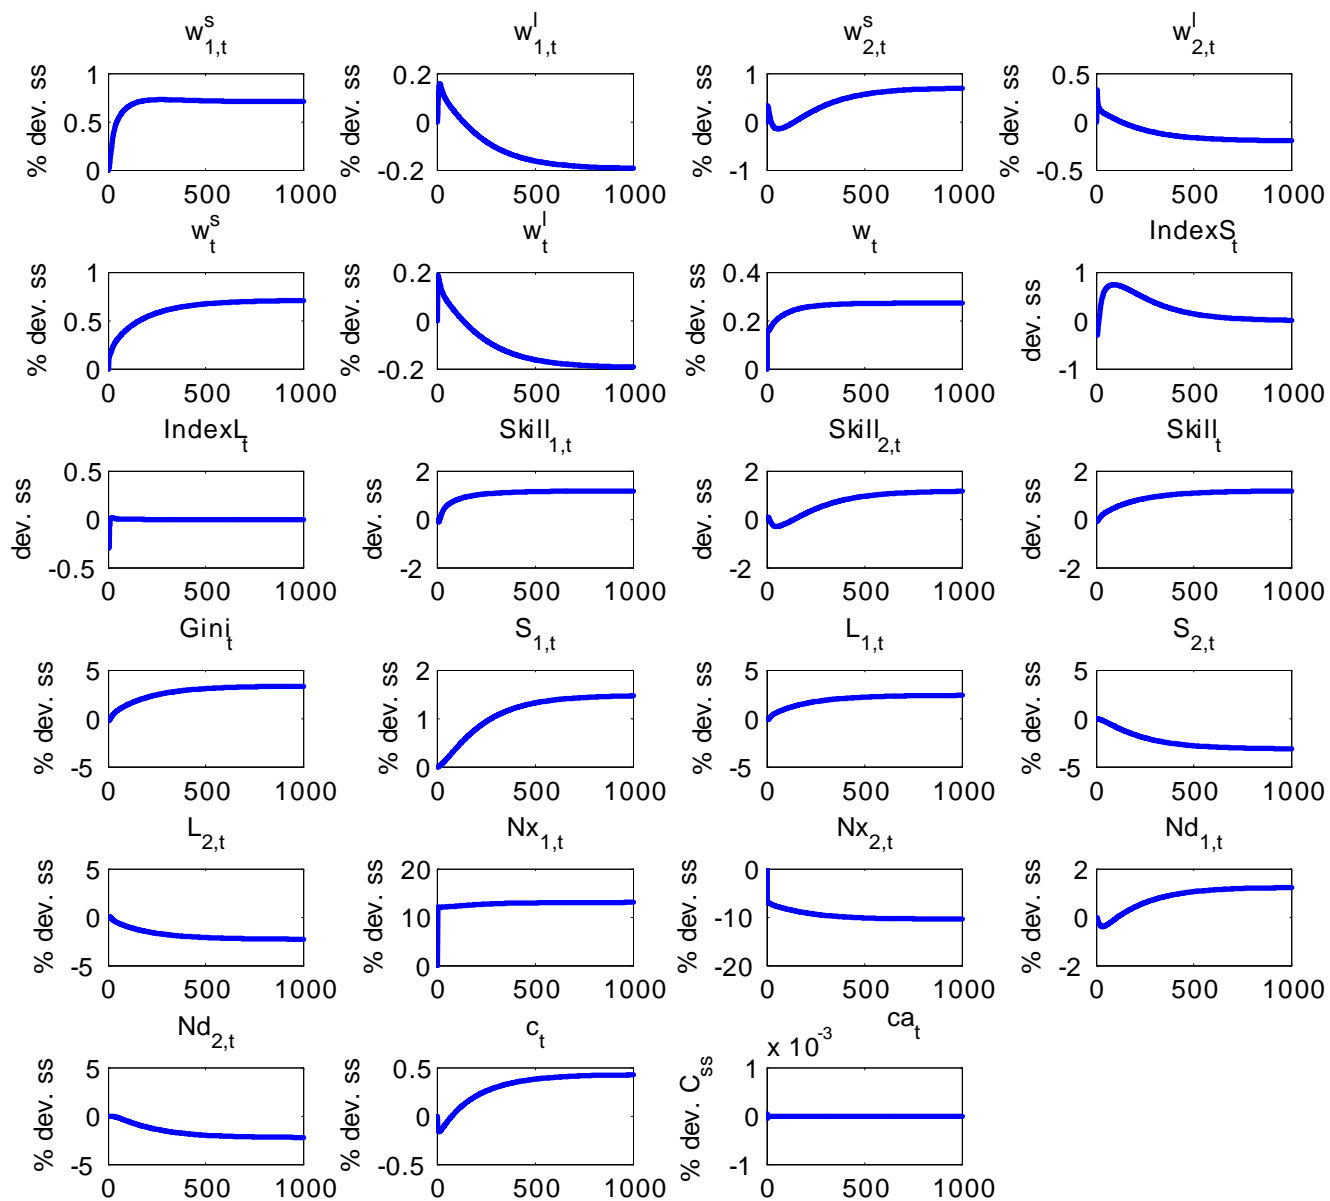 w^s_{1,t} w^l_{1,t} w^s_{2,t} w^l_{2,t}
% dev. ss 1 0.5 0 0 500 1000
% dev. ss 0.2 0 -0.2 0 500 1000
% dev. ss 1 0 -1 0 500 1000
% dev. ss 0.5 0 -0.5 0 500 1000
w^s_t w^l_t w_t IndexS_t
% dev. ss 1 0.5 0 0 500 1000
% dev. ss 0.2 0 -0.2 0 500 1000
% dev. ss 0.4 0.2 0 0 500 1000
dev. ss 1 0 -1 0 500 1000
IndexL_t Skill_{1,t} Skill_{2,t} Skill_t
dev. ss 0.5 0 -0.5 0 500 1000
dev. ss 2 0 -2 0 500 1000
dev. ss 2 0 -2 0 500 1000
dev. ss 2 0 -2 0 500 1000
Gini_t S_{1,t} L_{1,t} S_{2,t}
% dev. ss 5 0 -5 0 500 1000
% dev. ss 2 1 0 0 500 1000
% dev. ss 5 0 -5 0 500 1000
% dev. ss 5 0 -5 0 500 1000
L_{2,t} Nx_{1,t} Nx_{2,t} Nd_{1,t}
% dev. ss 5 0 -5 0 500 1000
% dev. ss 20 10 0 0 500 1000
% dev. ss 0 -10 -20 0 500 1000
% dev. ss 2 0 -2 0 500 1000
Nd_{2,t} c_t ca_t
% dev. ss 5 0 -5 0 500 1000
% dev. ss 0.5 0 -0.5 0 500 1000
% dev. C_{ss} x 10^{-3} 1 0 -1 0 500 1000